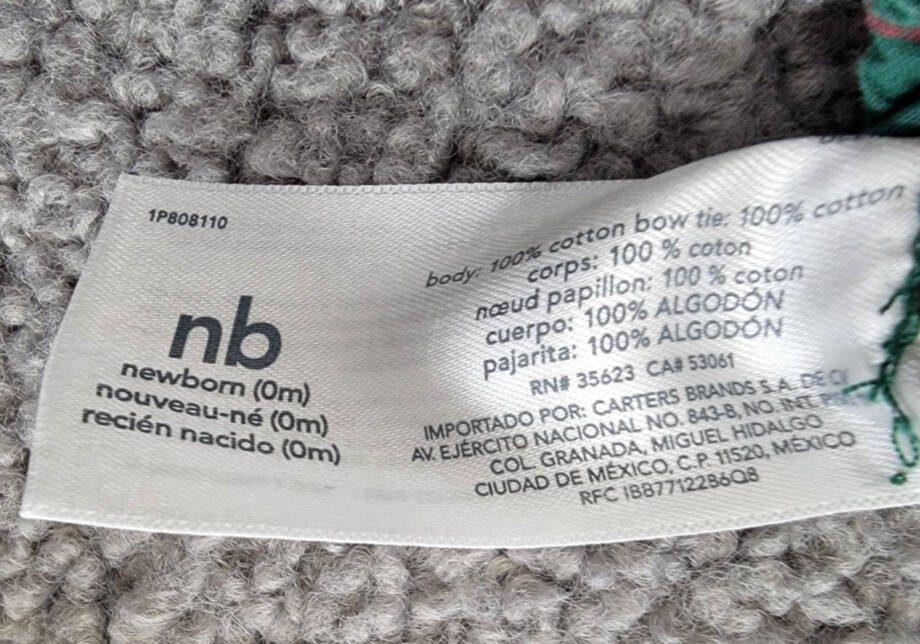 1P808110
nb
newborn (0m)
nouveau-né (0m)
recién nacido (0m)
body: 100% cotton bow tie: 100% cotton
corps: 100 % coton
nœud papillon: 100 % coton
cuerpo: 100% ALGODÓN
pajarita: 100% ALGODÓN
RN# 35623 CA# 53061
IMPORTADO POR: CARTERS BRANDS S.A. DE
AV. EJÉRCITO NACIONAL NO. 843-B, NO. INT.
COL. GRANADA, MIGUEL HIDALGO
CIUDAD DE MÉXICO, C.P. 11520, MÉXICO
RFC IBB7712286Q8